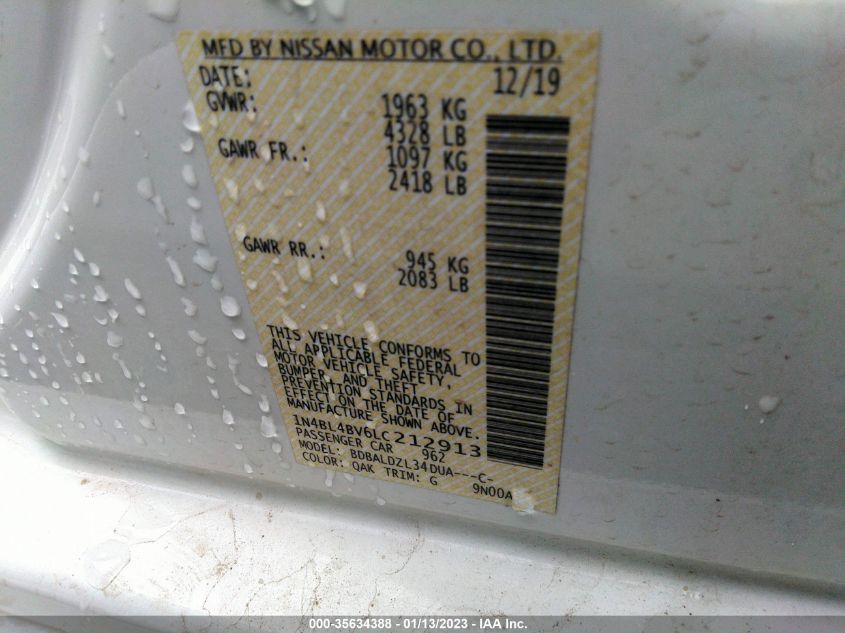 MFD BY NISSAN MOTOR CO., LTD.
DATE: 12/19
GVWR: 1963 KG
4328 LB
GAWR FR.: 1097 KG
2418 LB
GAWR RR.: 945 KG
2083 LB
THIS VEHICLE CONFORMS TO
ALL APPLICABLE FEDERAL
MOTOR VEHICLE SAFETY,
BUMPER, AND THEFT
PREVENTION STANDARDS IN
EFFECT ON THE DATE OF
MANUFACTURE SHOWN ABOVE.
1N4BL4BV6LC212913
PASSENGER CAR 962
MODEL: BDBALDZL34DUA---C-
COLOR: QAK TRIM: G 9N00A
000-35634388 - 01/13/2023 - IAA Inc.